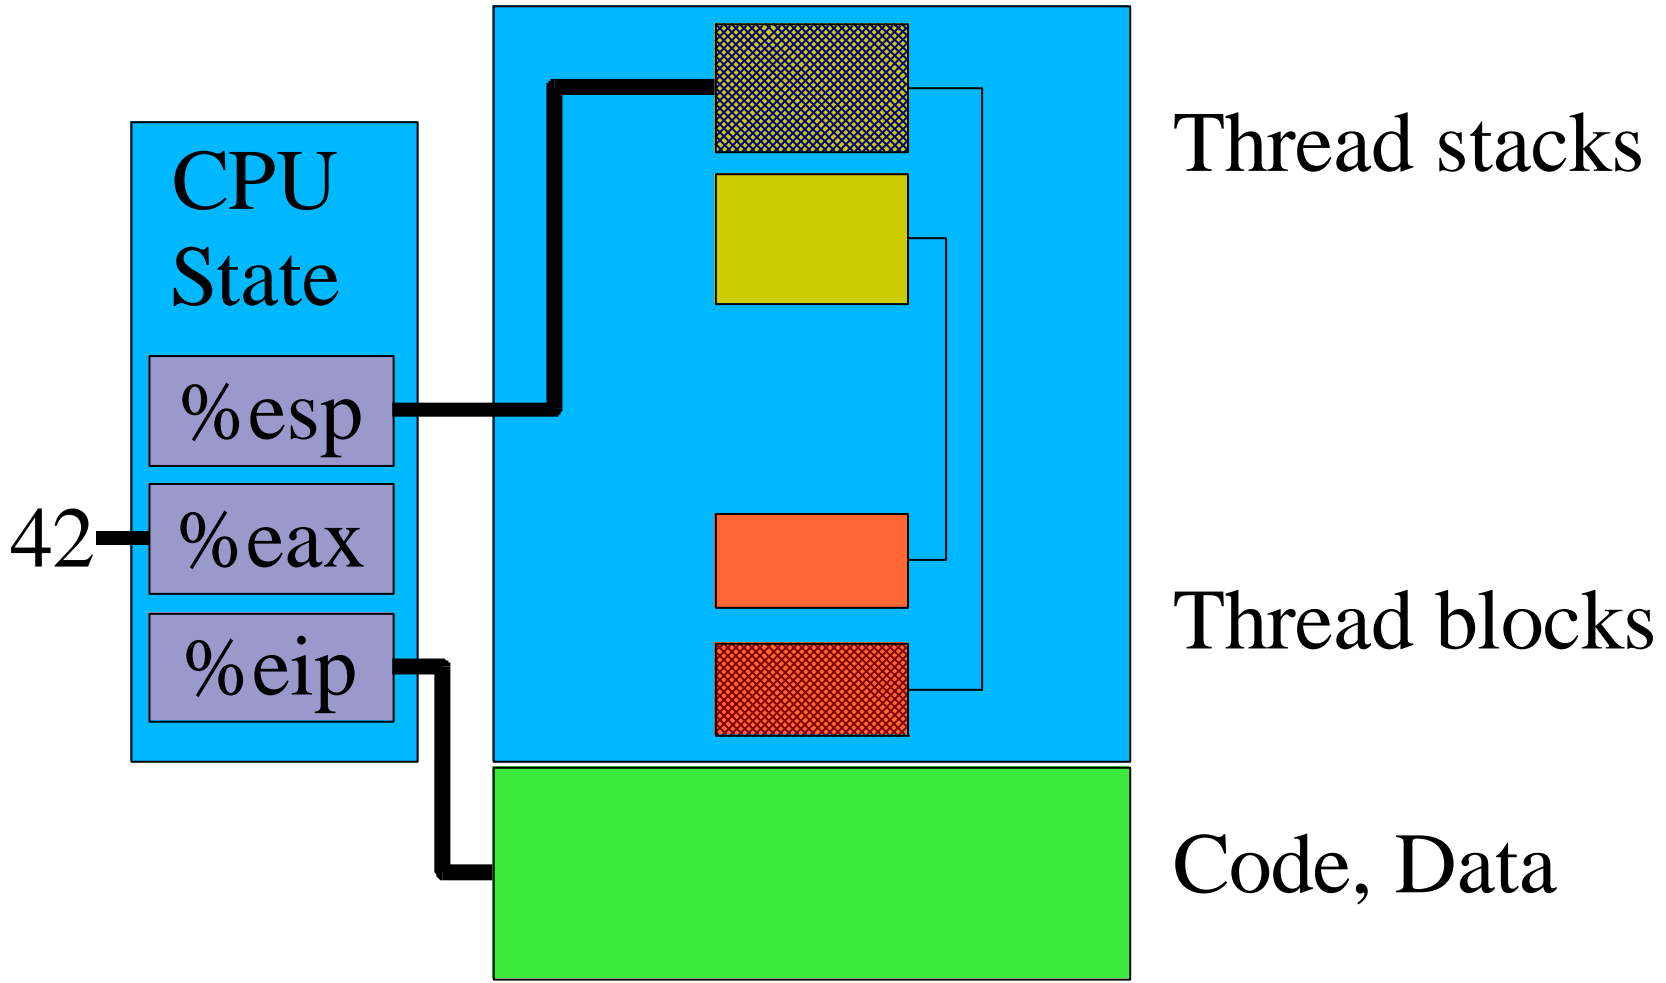 CPU
State
%esp
42
%eax
%eip
Thread stacks
Thread blocks
Code, Data